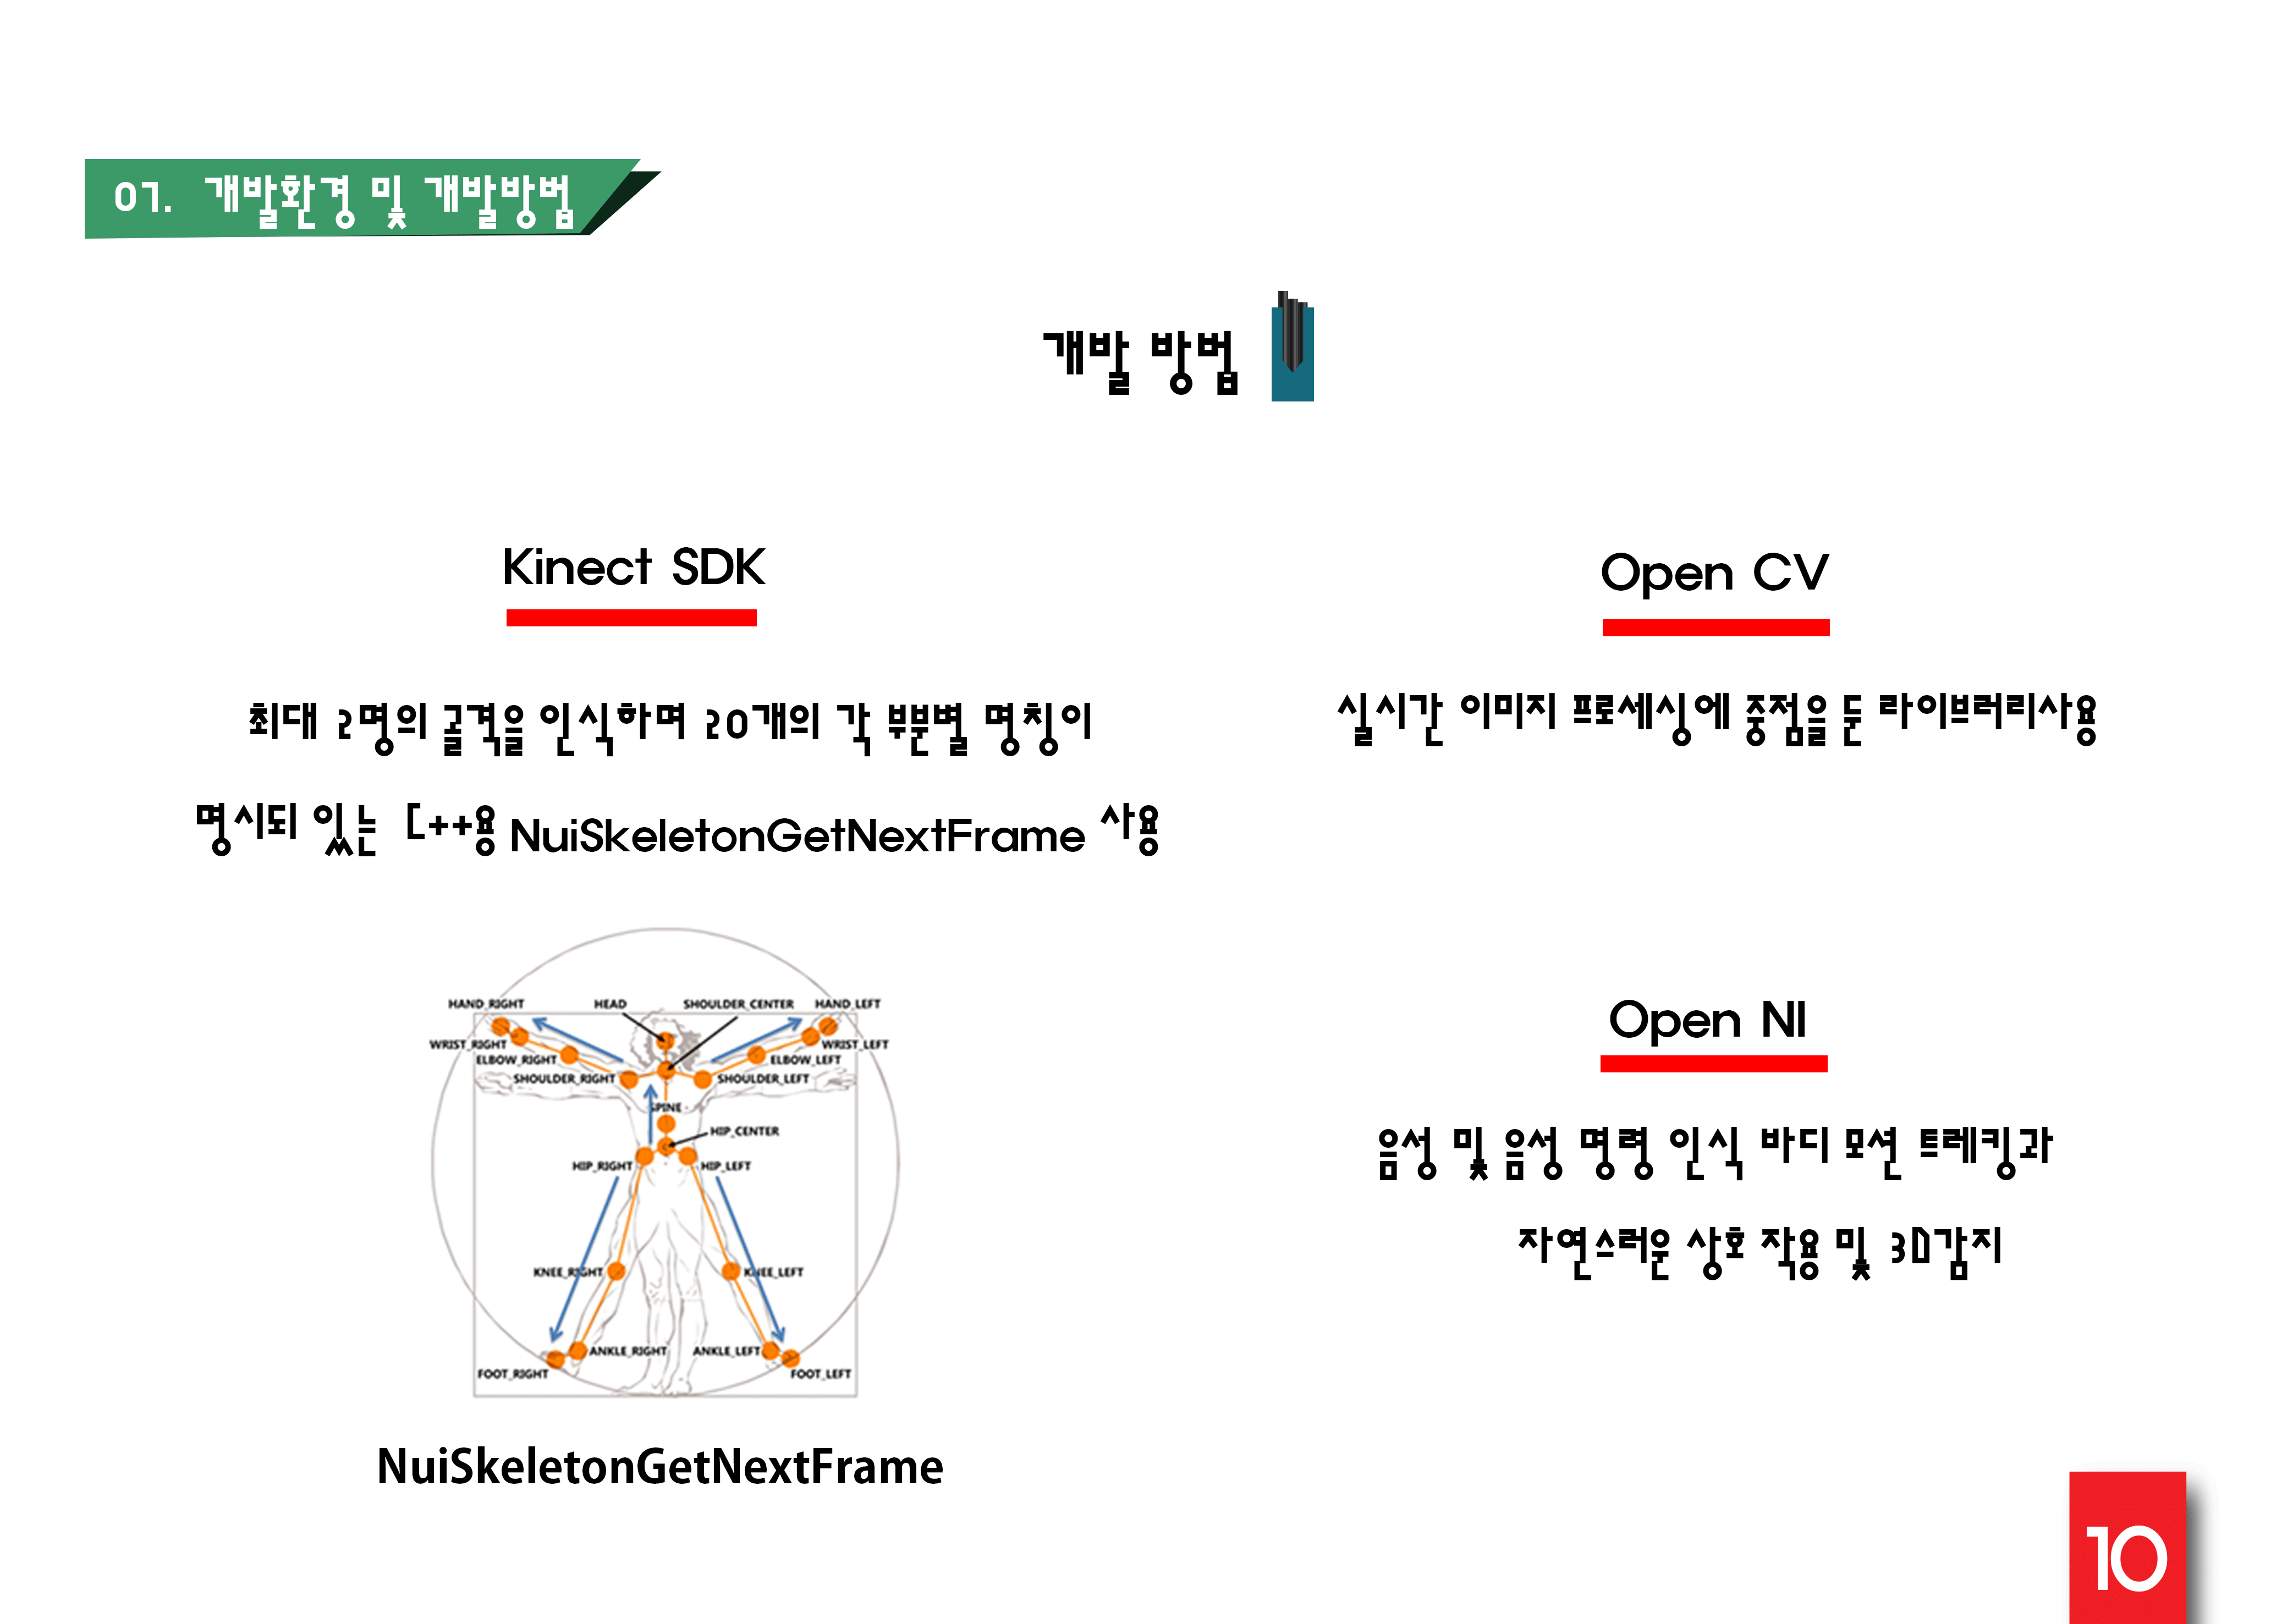 01. 개발환경 및 개발방법
개발 방법
Kinect SDK
최대 2명의 골격을 인식하며 20개의 각 부분별 명칭이
명시되 있는 C++용 NuiSkeletonGetNextFrame 사용
HAND_RIGHT HEAD SHOULDER_CENTER HAND_LEFT
WRIST_RIGHT WRIST_LEFT
ELBOW_RIGHT ELBOW_LEFT
SHOULDER_RIGHT SHOULDER_LEFT
SPINE
HIP_CENTER
HIP_RIGHT HIP_LEFT
KNEE_RIGHT KNEE_LEFT
ANKLE_RIGHT ANKLE_LEFT
FOOT_RIGHT FOOT_LEFT
NuiSkeletonGetNextFrame
Open CV
실시간 이미지 프로세싱에 중점을 둔 라이브러리사용
Open NI
음성 및 음성 명령 인식 바디 모션 트레킹과
자연스러운 상호 작용 및 3D감지
10